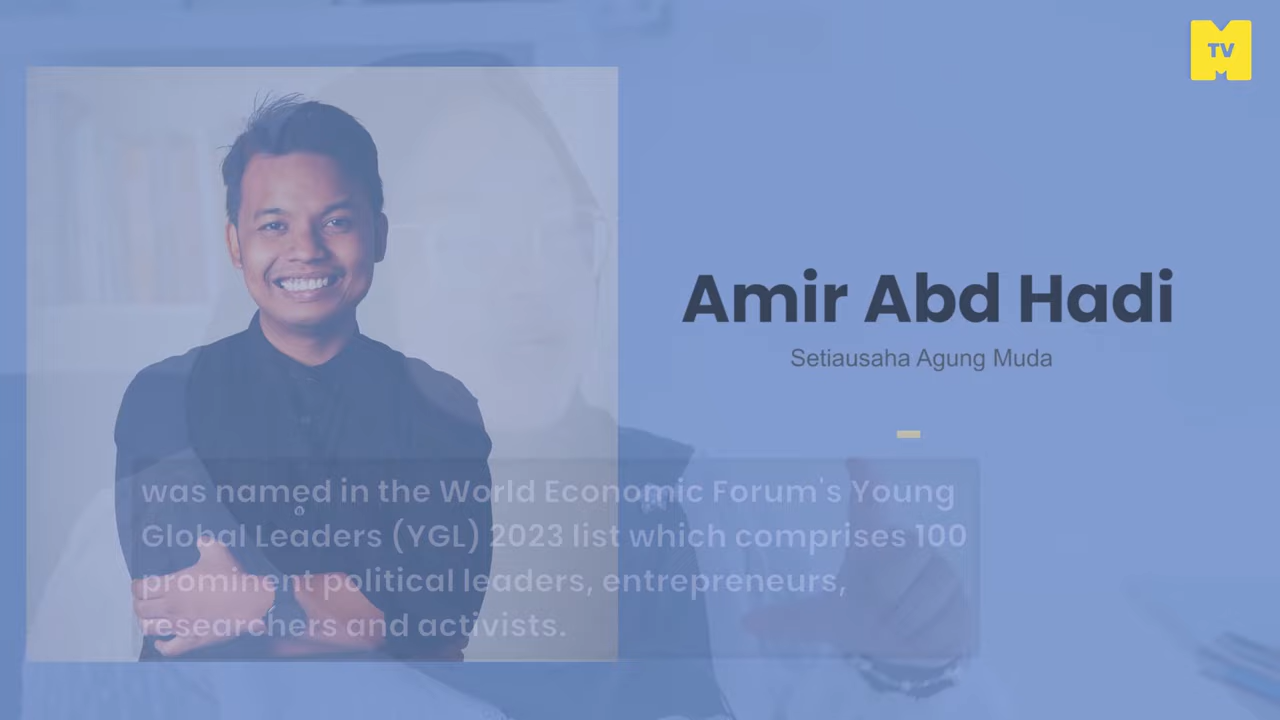 TV
Amir Abd Hadi
Setiausaha Agung Muda
was named in the World Economic Forum's Young
Global Leaders (YGL) 2023 list which comprises 100
prominent political leaders, entrepreneurs,
researchers and activists.